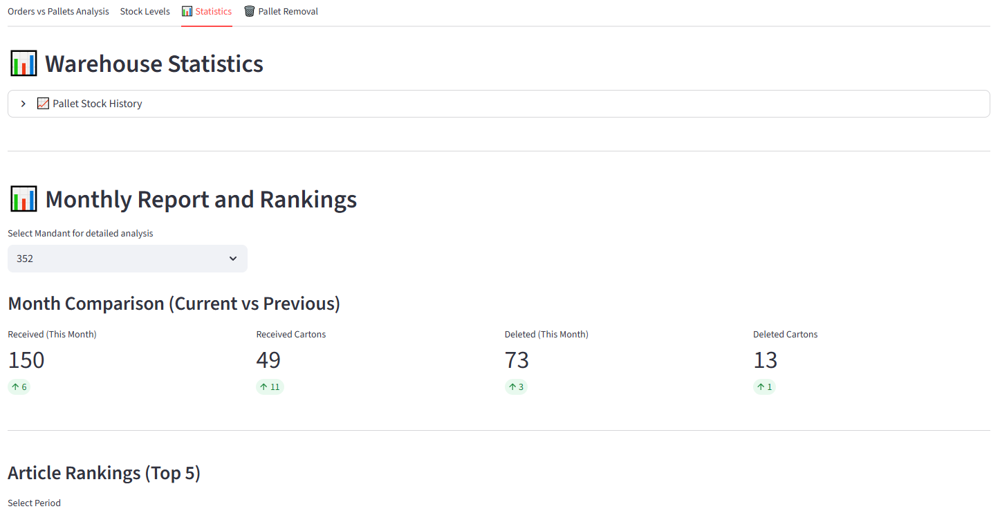 Orders vs Pallets Analysis Stock Levels Statistics Pallet Removal
Warehouse Statistics
Pallet Stock History
Monthly Report and Rankings
Select Mandant for detailed analysis
352
Month Comparison (Current vs Previous)
Received (This Month) Received Cartons Deleted (This Month) Deleted Cartons
150 49 73 13
↑ 6 ↑ 11 ↑ 3 ↑ 1
Article Rankings (Top 5)
Select Period